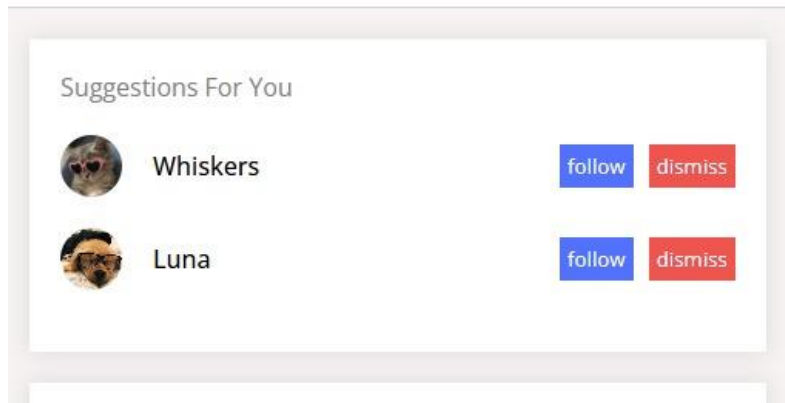 Suggestions For You
Whiskers follow dismiss
Luna follow dismiss